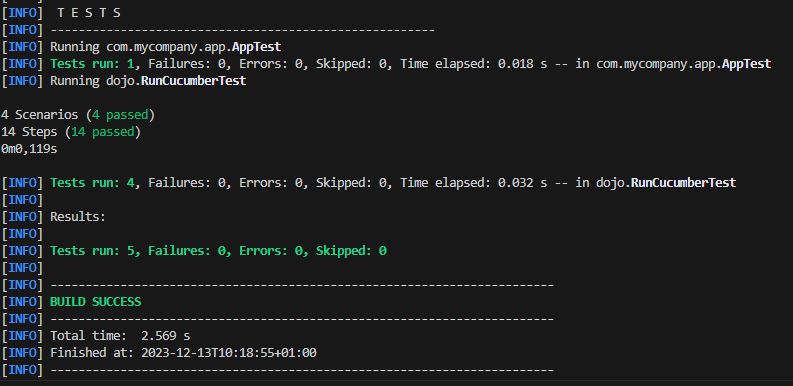 [INFO]  T E S T S
[INFO] -------------------------------------------------------
[INFO] Running com.mycompany.app.AppTest
[INFO] Tests run: 1, Failures: 0, Errors: 0, Skipped: 0, Time elapsed: 0.018 s -- in com.mycompany.app.AppTest
[INFO] Running dojo.RunCucumberTest
4 Scenarios (4 passed)
14 Steps (14 passed)
0m0,119s
[INFO] Tests run: 4, Failures: 0, Errors: 0, Skipped: 0, Time elapsed: 0.032 s -- in dojo.RunCucumberTest
[INFO]
[INFO] Results:
[INFO]
[INFO] Tests run: 5, Failures: 0, Errors: 0, Skipped: 0
[INFO]
[INFO] ------------------------------------------------------------------------
[INFO] BUILD SUCCESS
[INFO] ------------------------------------------------------------------------
[INFO] Total time:  2.569 s
[INFO] Finished at: 2023-12-13T10:18:55+01:00
[INFO] ------------------------------------------------------------------------